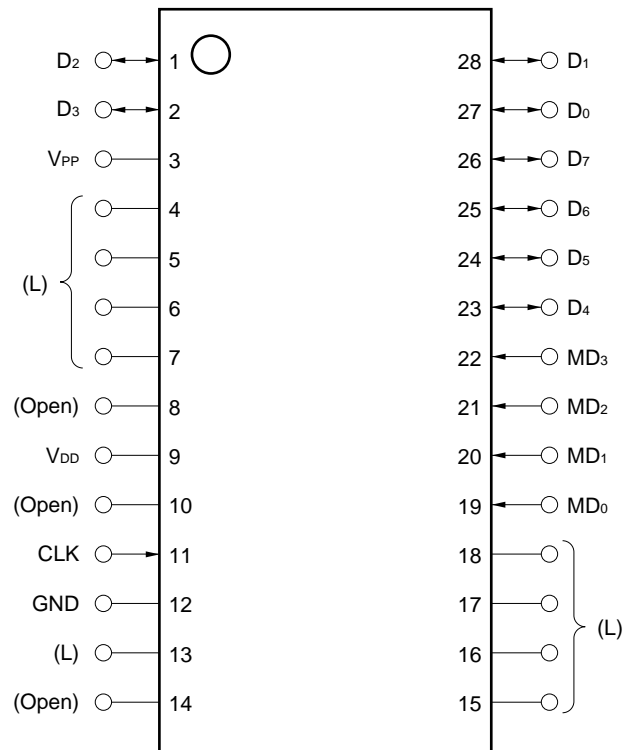 D2 1 28 D1
D3 2 27 D0
VPP 3 26 D7
4 25 D6
5 24 D5
(L)
6 23 D4
7 22 MD3
(Open) 8 21 MD2
VDD 9 20 MD1
(Open) 10 19 MD0
CLK 11 18
GND 12 17
(L)
(L) 13 16
(Open) 14 15